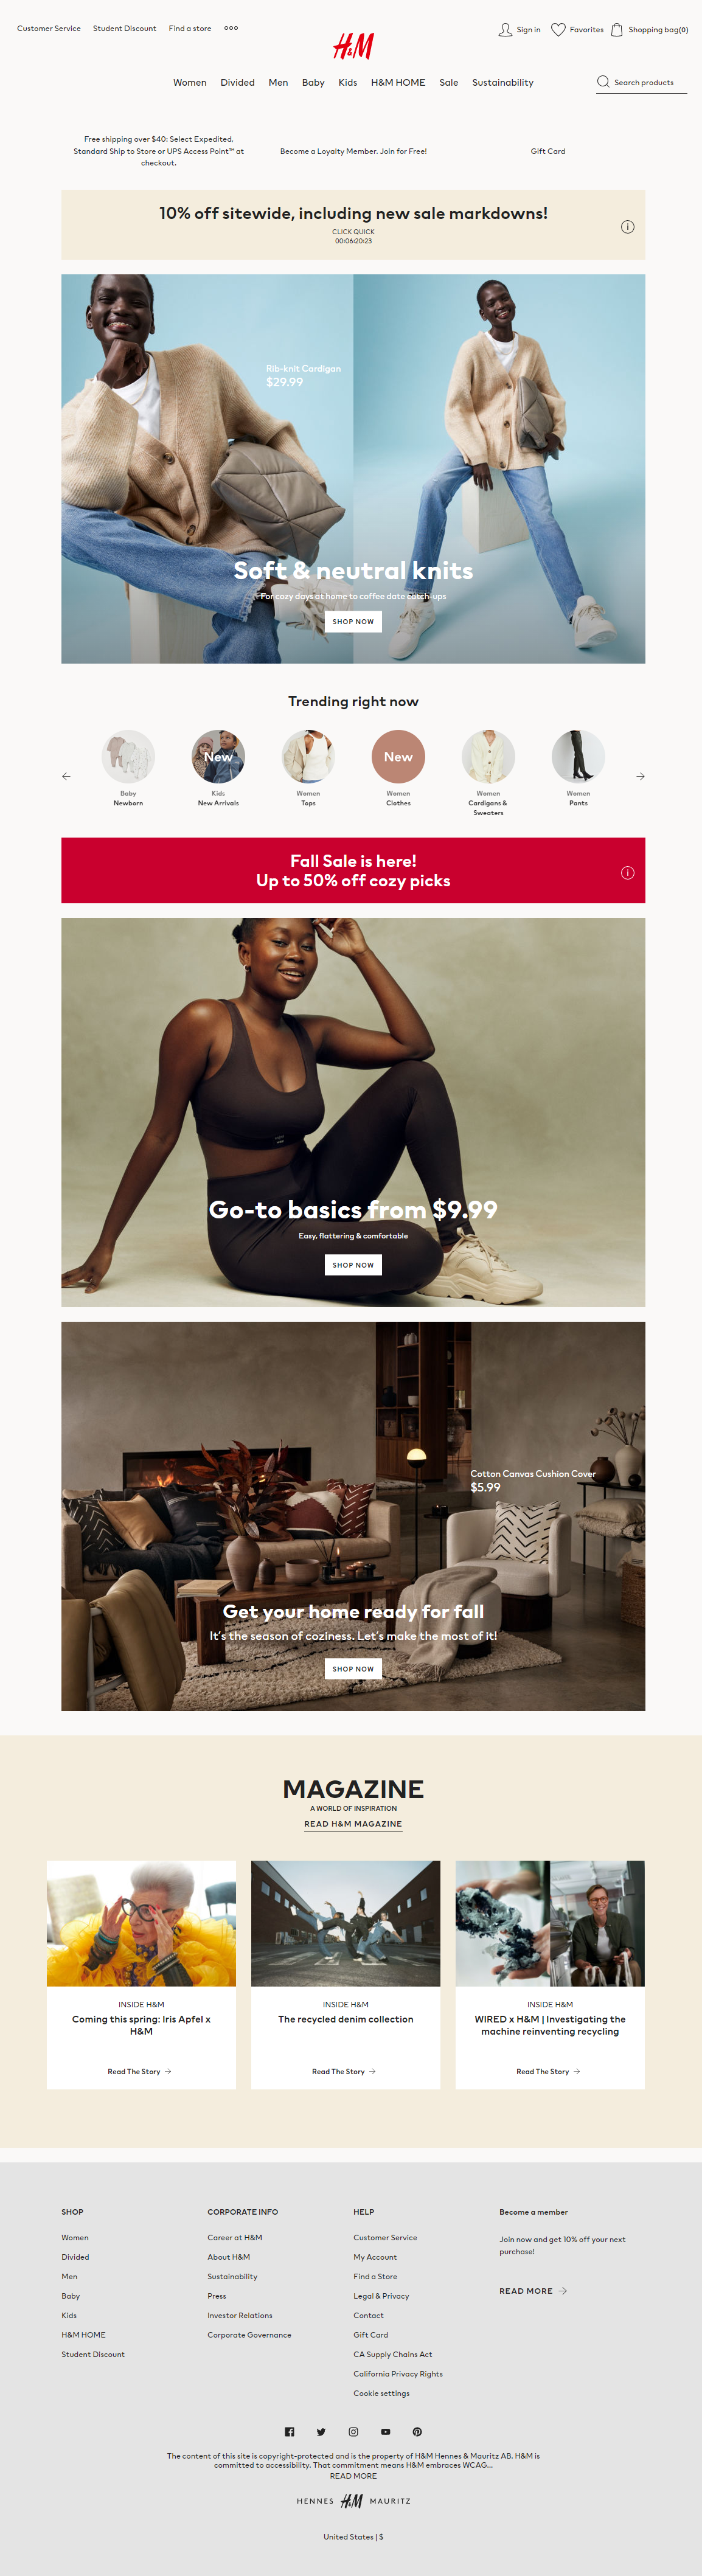 Customer Service
Student Discount
Find a store
Sign in
Favorites
Shopping bag(0)
H&M
Women
Divided
Men
Baby
Kids
H&M HOME
Sale
Sustainability
Search products
Free shipping over $40: Select Expedited,
Standard Ship to Store or UPS Access Point™ at
checkout.
Become a Loyalty Member. Join for Free!
Gift Card
10% off sitewide, including new sale markdowns!
CLICK QUICK
00:06:20:23
Rib-knit Cardigan
$29.99
Soft & neutral knits
For cozy days at home to coffee date catch-ups
SHOP NOW
Trending right now
New
New
Baby
Newborn
Kids
New Arrivals
Women
Tops
Women
Clothes
Women
Cardigans &
Sweaters
Women
Pants
Fall Sale is here!
Up to 50% off cozy picks
Go-to basics from $9.99
Easy, flattering & comfortable
SHOP NOW
Cotton Canvas Cushion Cover
$5.99
Get your home ready for fall
It's the season of coziness. Let's make the most of it!
SHOP NOW
MAGAZINE
A WORLD OF INSPIRATION
READ H&M MAGAZINE
INSIDE H&M
Coming this spring: Iris Apfel x
H&M
Read The Story
INSIDE H&M
The recycled denim collection
Read The Story
INSIDE H&M
WIRED x H&M | Investigating the
machine reinventing recycling
Read The Story
SHOP
Women
Divided
Men
Baby
Kids
H&M HOME
Student Discount
CORPORATE INFO
Career at H&M
About H&M
Sustainability
Press
Investor Relations
Corporate Governance
HELP
Customer Service
My Account
Find a Store
Legal & Privacy
Contact
Gift Card
CA Supply Chains Act
California Privacy Rights
Cookie settings
Become a member
Join now and get 10% off your next
purchase!
READ MORE
The content of this site is copyright-protected and is the property of H&M Hennes & Mauritz AB. H&M is
committed to accessibility. That commitment means H&M embraces WCAG...
READ MORE
HENNES H&M MAURITZ
United States | $